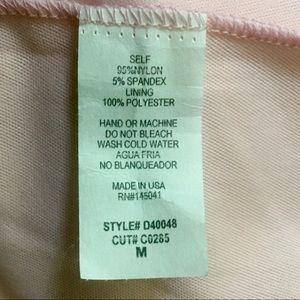 SELF
95%NYLON
5% SPANDEX
LINING
100% POLYESTER
HAND OR MACHINE
DO NOT BLEACH
WASH COLD WATER
AGUA FRIA
NO BLANQUEADOR
MADE IN USA
RN#145041
STYLE# D40048
CUT# C0285
M